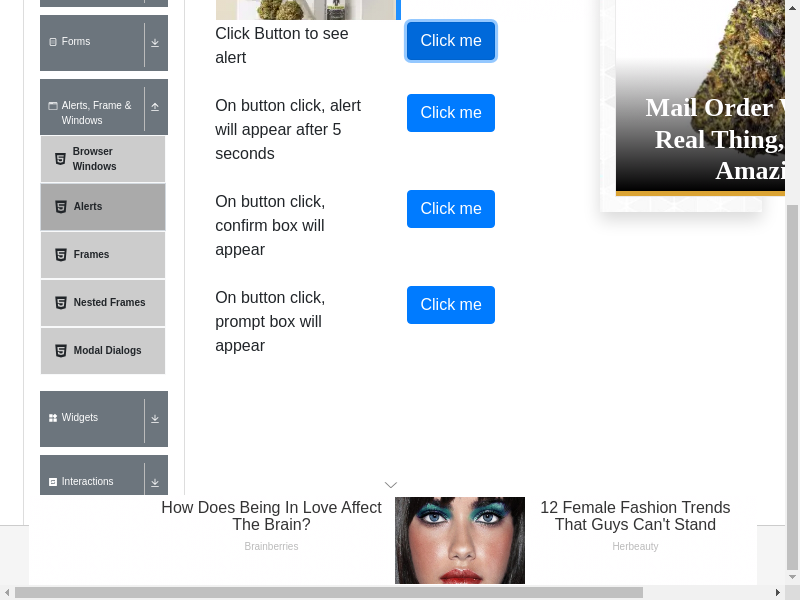 Forms
Alerts, Frame &
Windows
Browser
Windows
Alerts
Frames
Nested Frames
Modal Dialogs
Widgets
Interactions
Click Button to see
alert
Click me
On button click, alert
will appear after 5
seconds
Click me
On button click,
confirm box will
appear
Click me
On button click,
prompt box will
appear
Click me
Mail Order
Real Thing,
Amazi
How Does Being In Love Affect
The Brain?
Brainberries
12 Female Fashion Trends
That Guys Can't Stand
Herbeauty